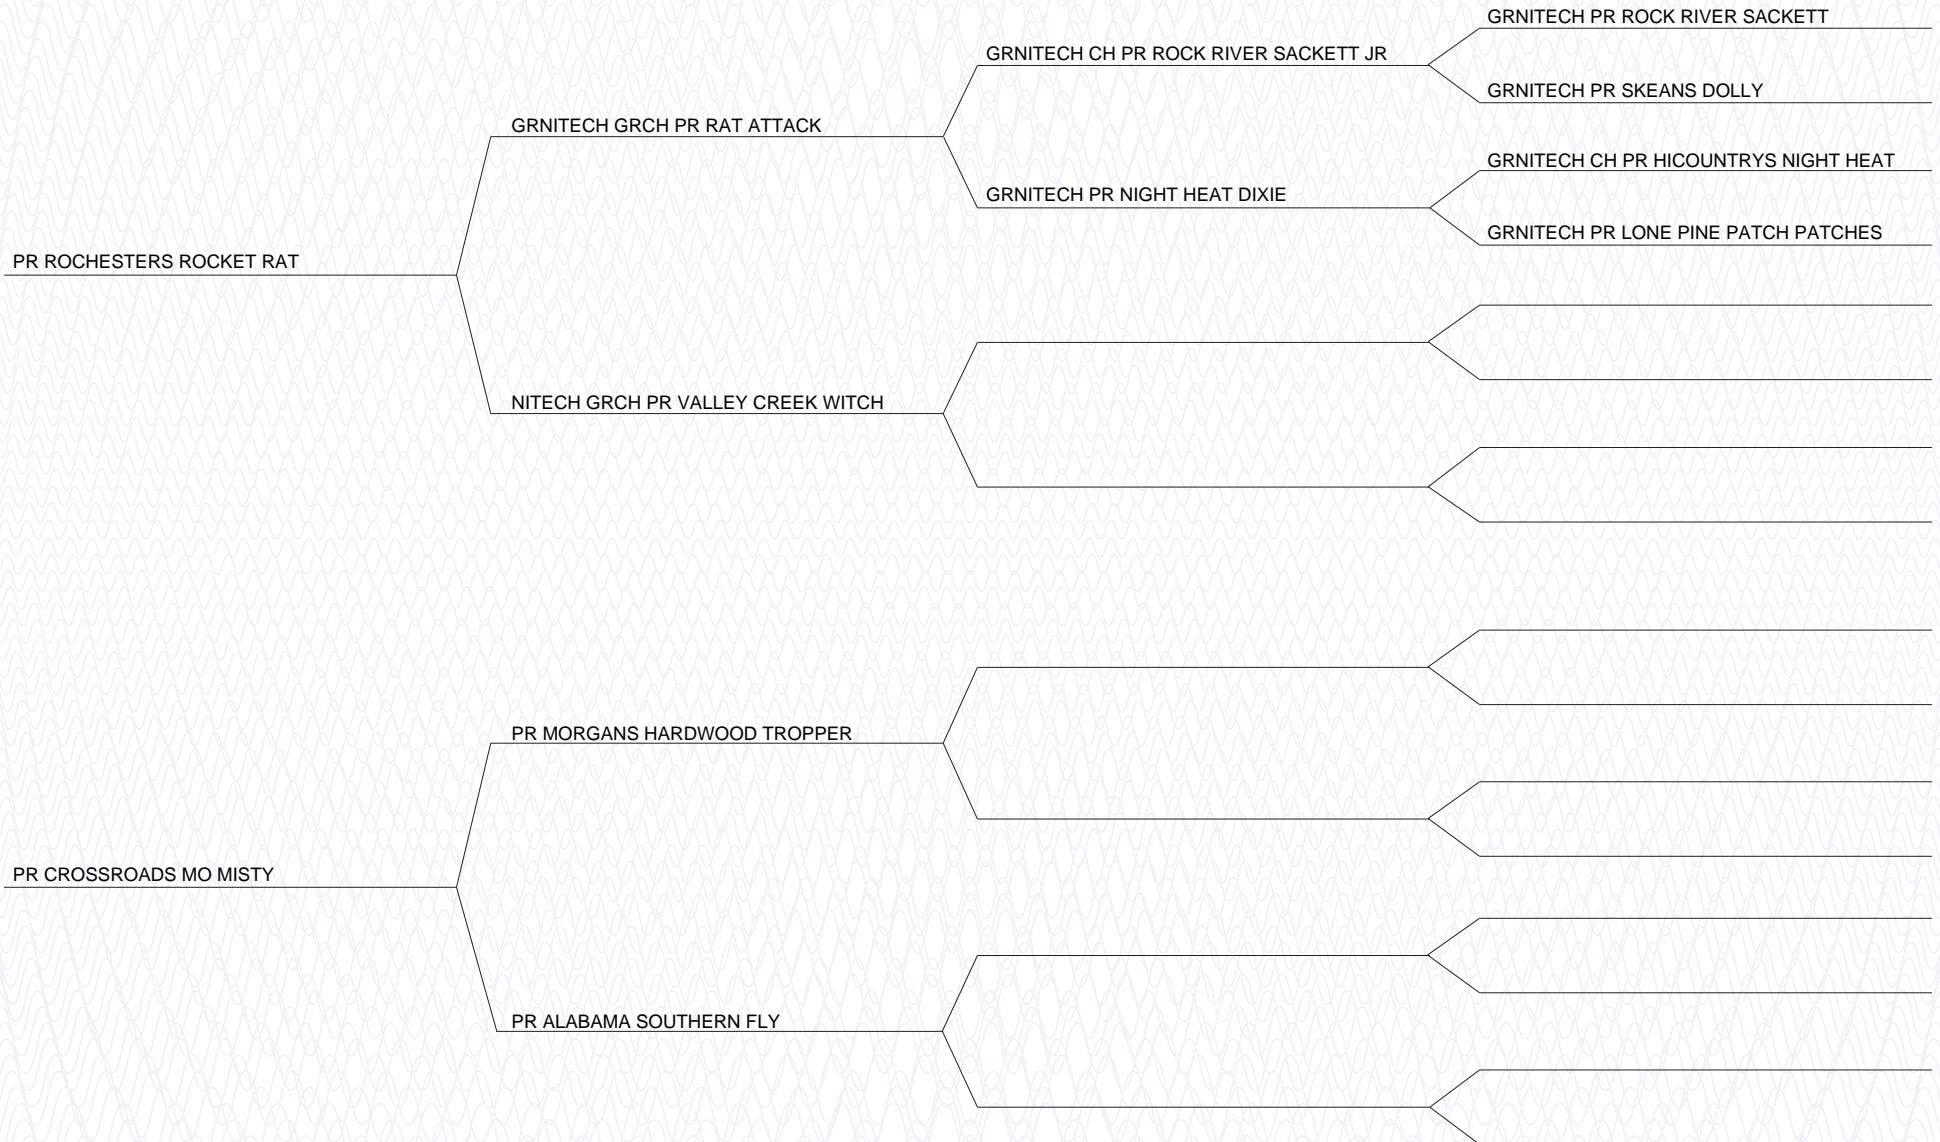 GRNITECH PR ROCK RIVER SACKETT
GRNITECH CH PR ROCK RIVER SACKETT JR
GRNITECH PR SKEANS DOLLY
GRNITECH GRCH PR RAT ATTACK
GRNITECH CH PR HICOUNTRYS NIGHT HEAT
GRNITECH PR NIGHT HEAT DIXIE
GRNITECH PR LONE PINE PATCH PATCHES
PR ROCHESTERS ROCKET RAT
NITECH GRCH PR VALLEY CREEK WITCH
PR MORGANS HARDWOOD TROPPER
PR CROSSROADS MO MISTY
PR ALABAMA SOUTHERN FLY